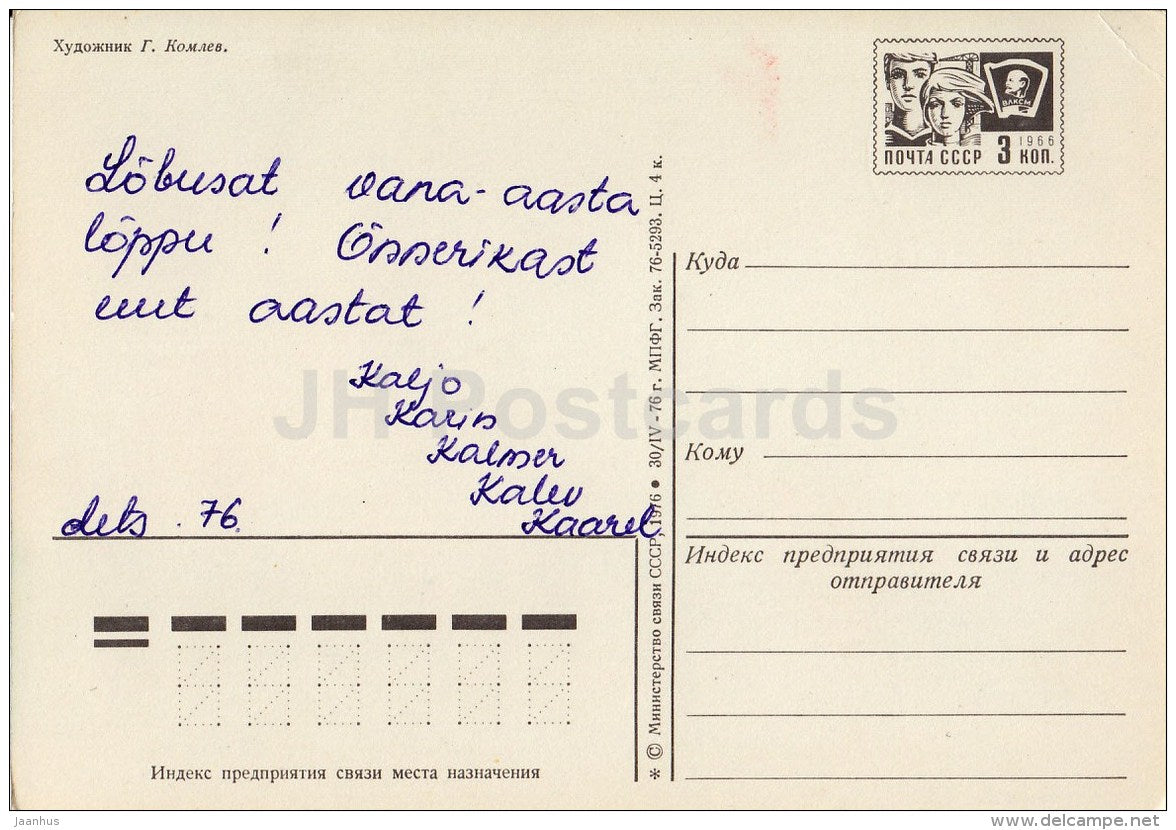 Художник Г. Комлев.
ВЛКСМ
1966
ПОЧТА СССР 3 КОП.
Lõbusat vana-aasta
lõppu! Õnnerikast
uut aastat!
Kaljo
Karin
Kalmer
Kalev
Kaarel.
dets. 76.
Куда
Кому
Индекс предприятия связи и адрес
отправителя
Индекс предприятия связи места назначения
* © Министерство связи СССР, 1976 ● 30/IV-76 г. МПФГ. Зак. 76-5293. Ц. 4 к.
JH Postcards
Jaanhus
delcampe.net